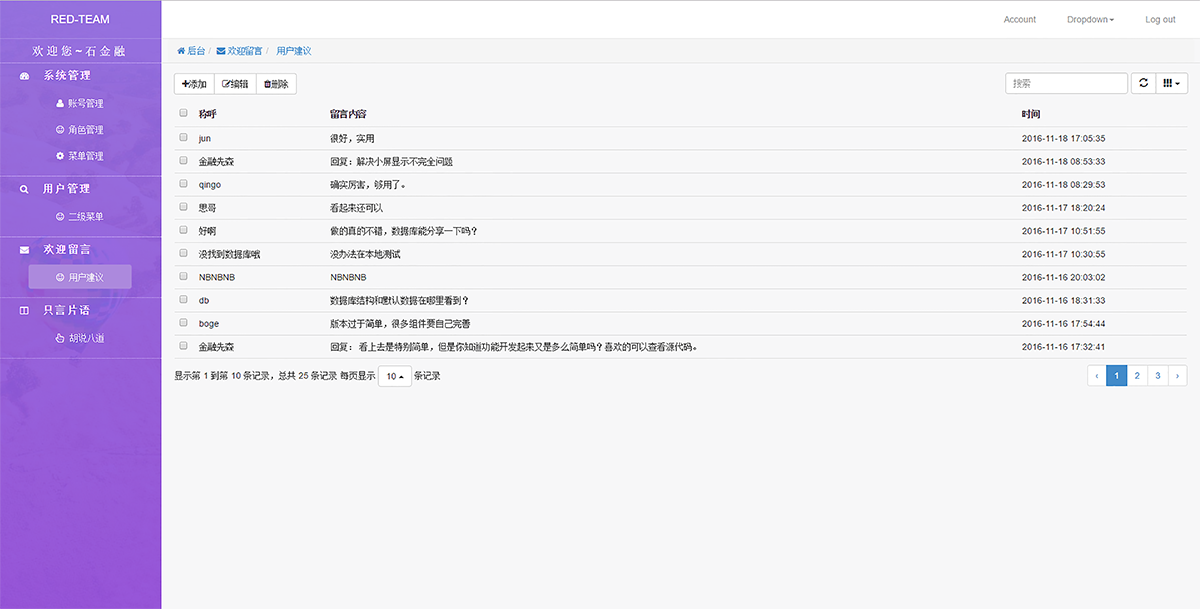 RED-TEAM
Account Dropdown Log out
欢迎您~石金融
系统管理
账号管理
角色管理
菜单管理
用户管理
二级菜单
欢迎留言
用户建议
只言片语
胡说八道
后台 / 欢迎留言 / 用户建议
添加 编辑 删除 搜索
称呼 留言内容 时间
jun 很好，实用 2016-11-18 17:05:35
金融先森 回复：解决小屏显示不完全问题 2016-11-18 08:53:33
qingo 确实厉害，够用了。 2016-11-18 08:29:53
思哥 看起来还可以 2016-11-17 18:20:24
好啊 做的真的不错，数据库能分享一下吗？ 2016-11-17 10:51:55
没找到数据库哦 没办法在本地测试 2016-11-17 10:30:55
NBNBNB NBNBNB 2016-11-16 20:03:02
db 数据库结构和默认数据在哪里看到？ 2016-11-16 18:31:33
boge 版本过于简单，很多组件要自己完善 2016-11-16 17:54:44
金融先森 回复： 看上去是特别简单，但是你知道功能开发起来又是多么简单吗？喜欢的可以查看源代码。 2016-11-16 17:32:41
显示第 1 到第 10 条记录，总共 25 条记录 每页显示 10 条记录 ‹ 1 2 3 ›